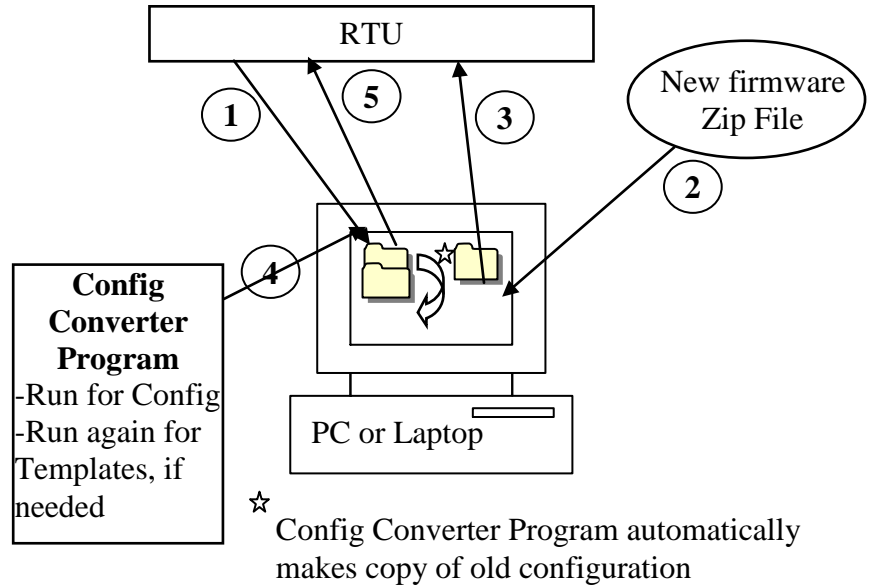 RTU
1
5
3
New firmware
Zip File
2
4
Config
Converter
Program
-Run for Config
-Run again for
Templates, if
needed
PC or Laptop
Config Converter Program automatically
makes copy of old configuration